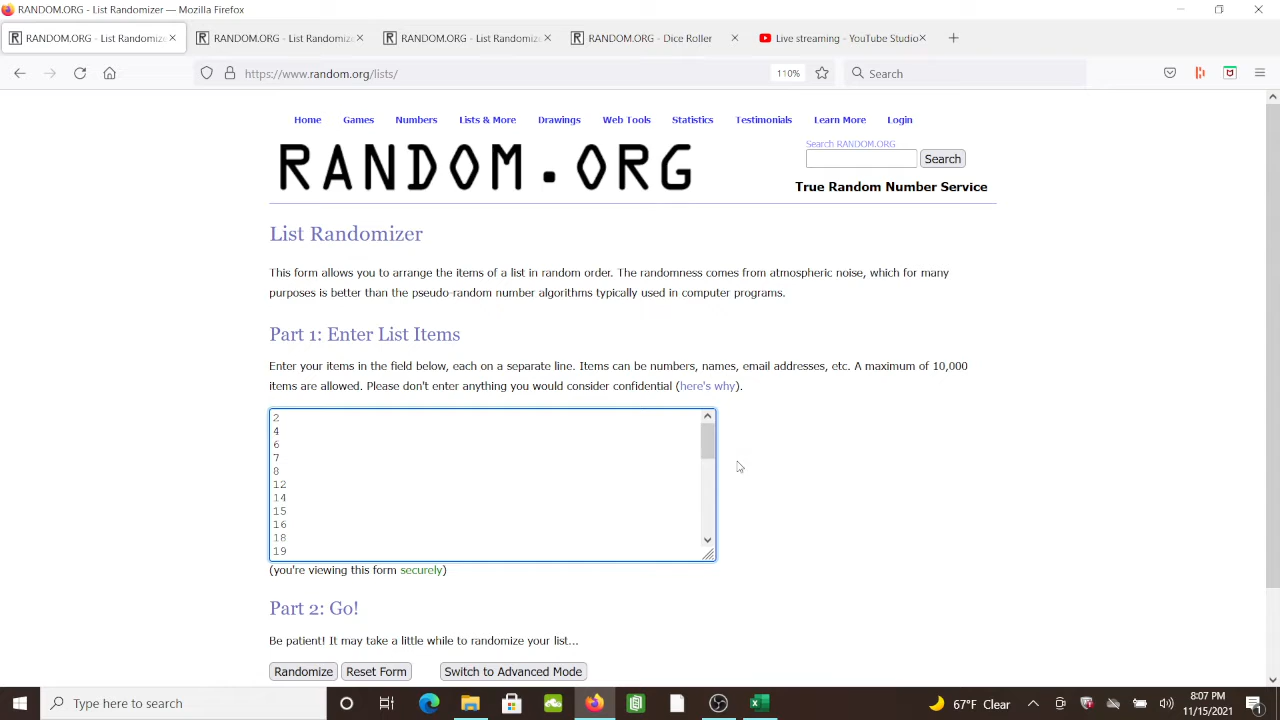 RANDOM.ORG - List Randomizer — Mozilla Firefox
RANDOM.ORG - List Randomize
RANDOM.ORG - List Randomize
RANDOM.ORG - List Randomize
RANDOM.ORG - Dice Roller
Live streaming - YouTube Studio
https://www.random.org/lists/
110%
Search
Home Games Numbers Lists & More Drawings Web Tools Statistics Testimonials Learn More Login
RANDOM.ORG
Search RANDOM.ORG
Search
True Random Number Service
List Randomizer
This form allows you to arrange the items of a list in random order. The randomness comes from atmospheric noise, which for many
purposes is better than the pseudo-random number algorithms typically used in computer programs.
Part 1: Enter List Items
Enter your items in the field below, each on a separate line. Items can be numbers, names, email addresses, etc. A maximum of 10,000
items are allowed. Please don't enter anything you would consider confidential (here's why).
2
4
6
7
8
12
14
15
16
18
19
(you're viewing this form securely)
Part 2: Go!
Be patient! It may take a little while to randomize your list...
Randomize Reset Form Switch to Advanced Mode
Type here to search
67°F Clear
8:07 PM
11/15/2021
1